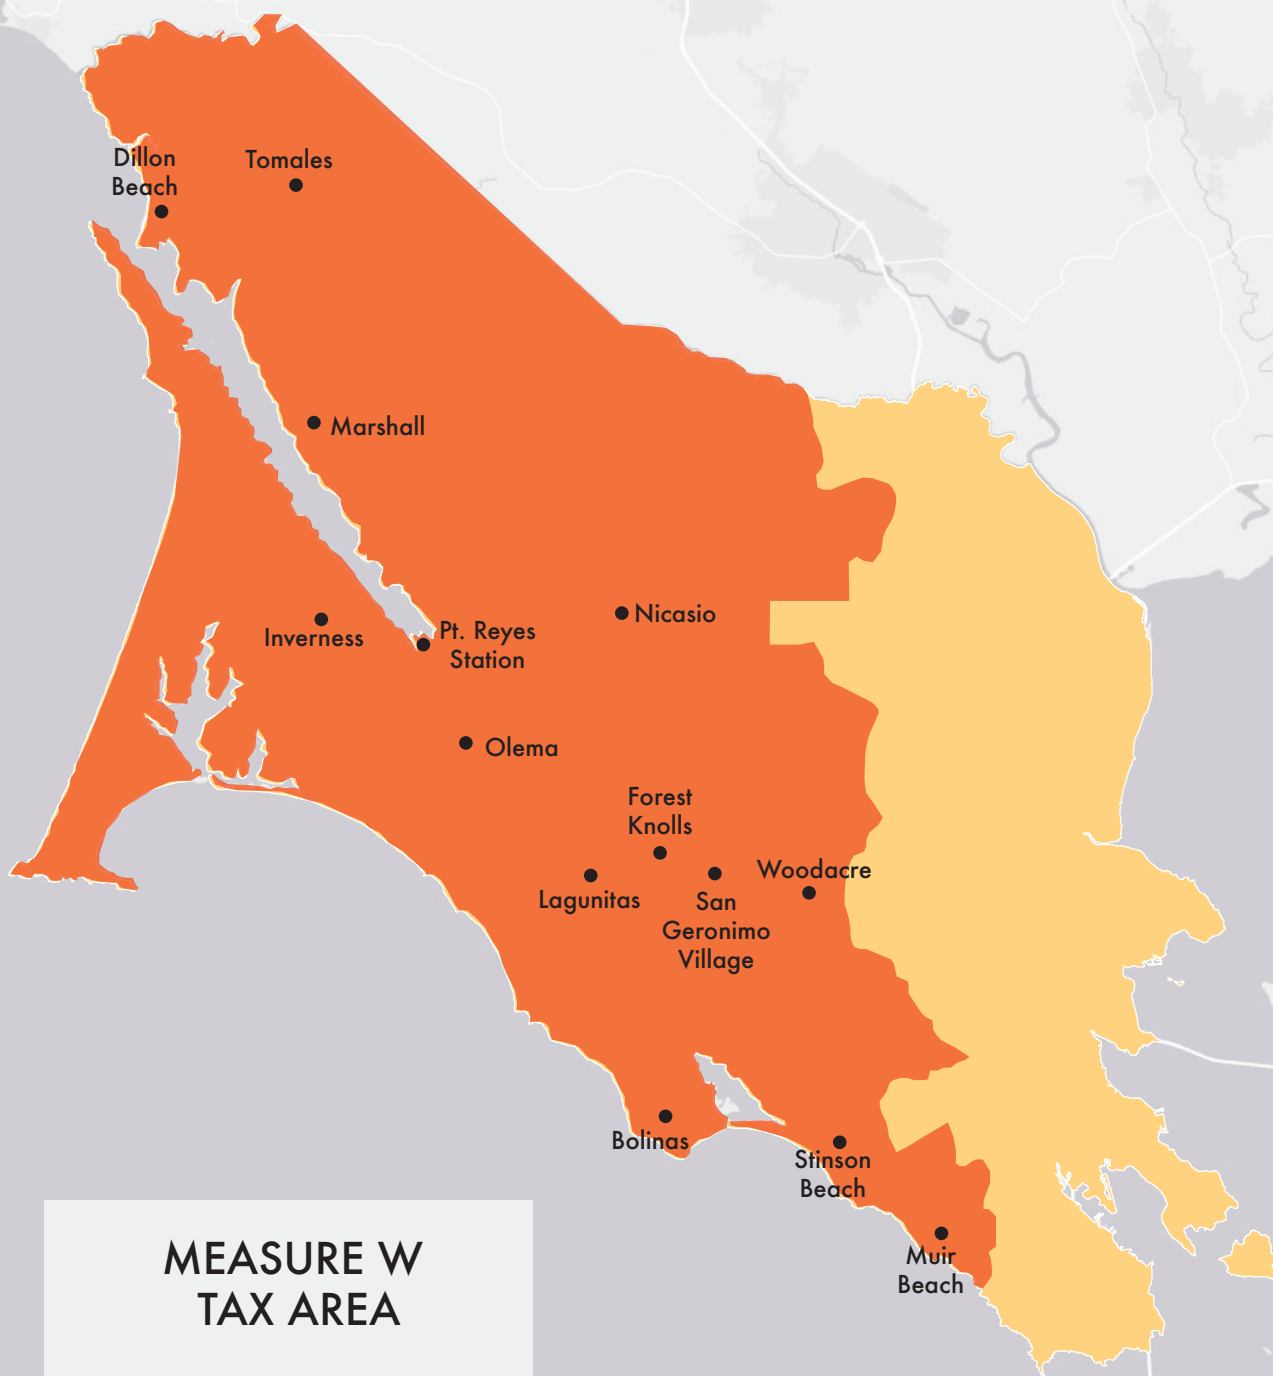 Dillon
Beach
Tomales
Marshall
Nicasio
Inverness
Pt. Reyes
Station
Olema
Forest
Knolls
Woodacre
Lagunitas
San
Geronimo
Village
Bolinas
Stinson
Beach
Muir
Beach
MEASURE W
TAX AREA